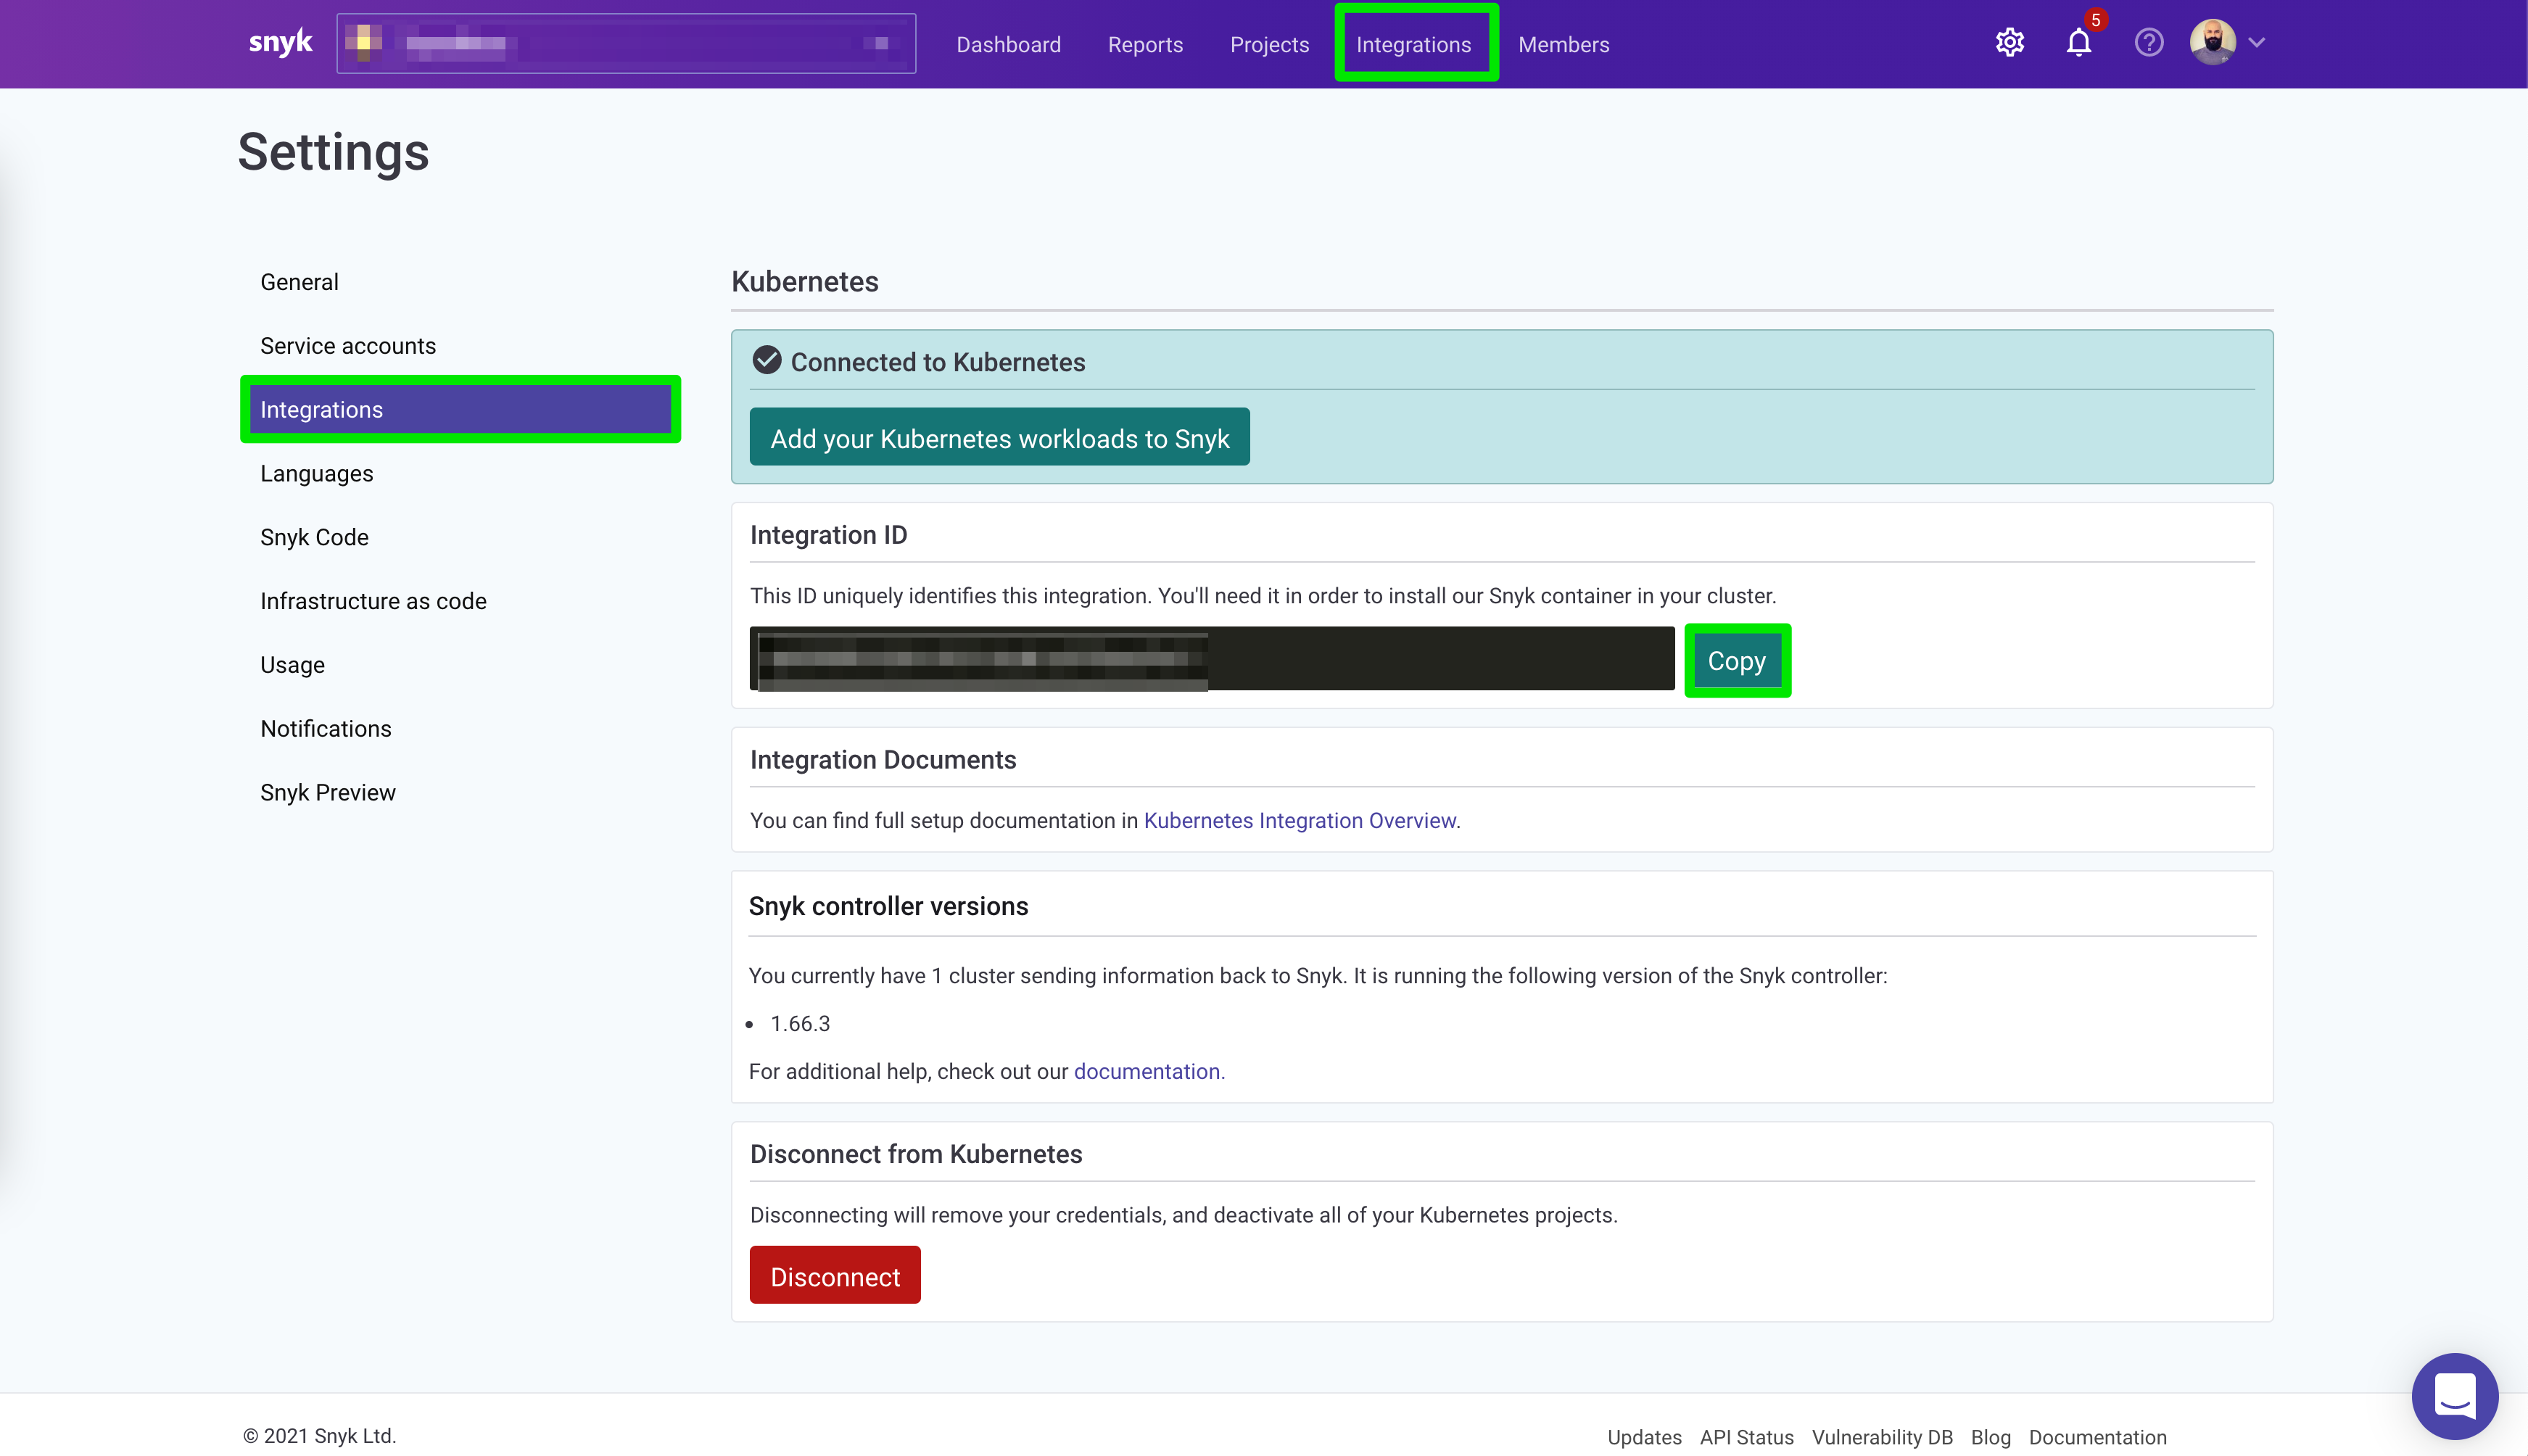 snyk
Dashboard Reports Projects Integrations Members
5
Settings
General
Service accounts
Integrations
Languages
Snyk Code
Infrastructure as code
Usage
Notifications
Snyk Preview
Kubernetes
Connected to Kubernetes
Add your Kubernetes workloads to Snyk
Integration ID
This ID uniquely identifies this integration. You'll need it in order to install our Snyk container in your cluster.
Copy
Integration Documents
You can find full setup documentation in Kubernetes Integration Overview.
Snyk controller versions
You currently have 1 cluster sending information back to Snyk. It is running the following version of the Snyk controller:
• 1.66.3
For additional help, check out our documentation.
Disconnect from Kubernetes
Disconnecting will remove your credentials, and deactivate all of your Kubernetes projects.
Disconnect
© 2021 Snyk Ltd.
Updates API Status Vulnerability DB Blog Documentation